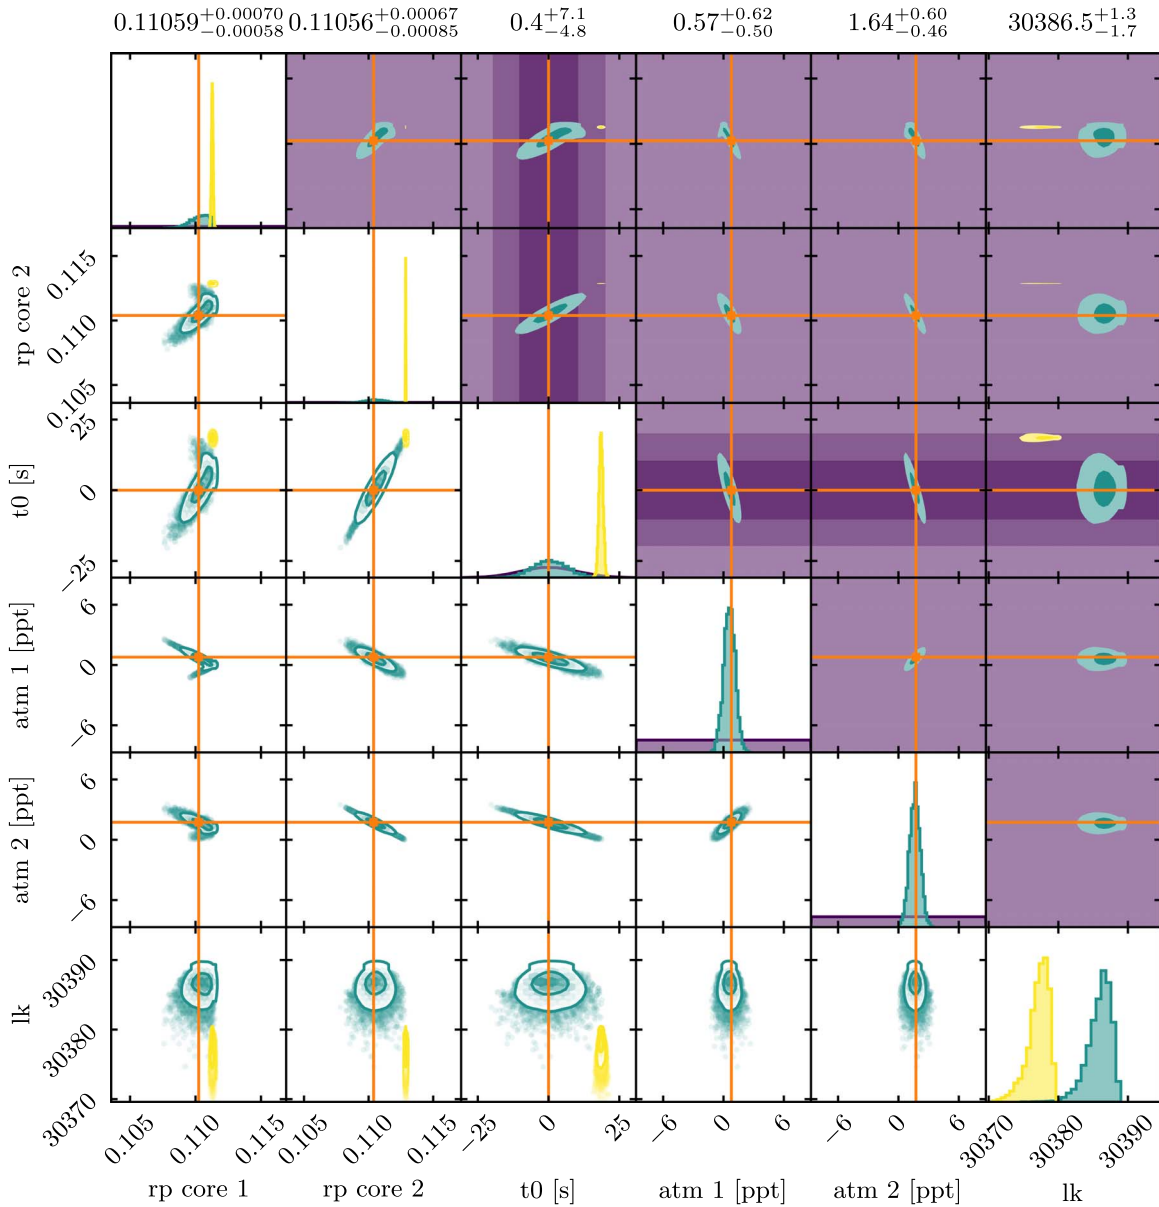 0.11059+0.00070−0.00058 0.11056+0.00067−0.00085 0.4+7.1−4.8 0.57+0.62−0.50 1.64+0.60−0.46 30386.5+1.3−1.7
rp core 2
0.115
0.110
0.105
t0 [s]
25
0
−25
atm 1 [ppt]
6
0
−6
atm 2 [ppt]
6
0
−6
lk
30390
30380
30370
0.105 0.110 0.115 0.105 0.110 0.115 −25 0 25 −6 0 6 −6 0 6 30370 30380 30390
rp core 1 rp core 2 t0 [s] atm 1 [ppt] atm 2 [ppt] lk